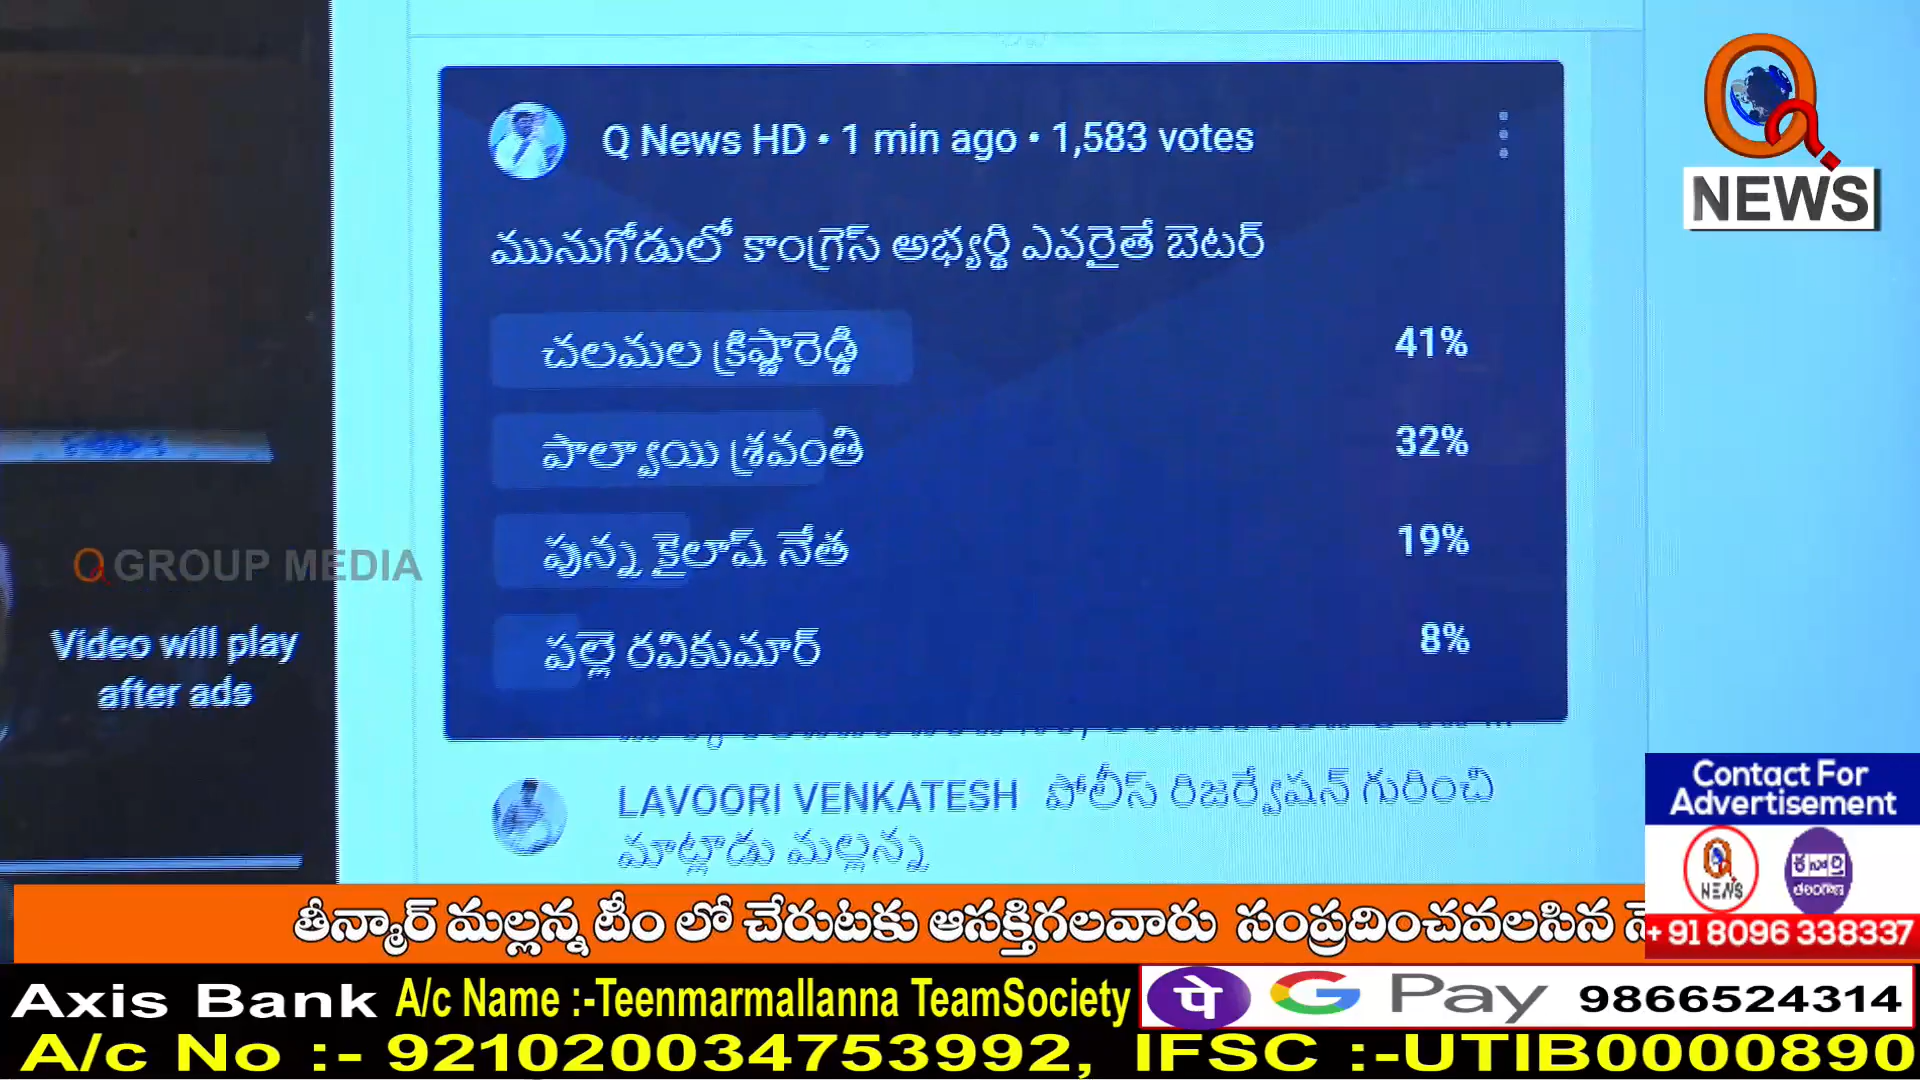 Q News HD • 1 min ago • 1,583 votes
మునుగోడులో కాంగ్రెస్ అభ్యర్థి ఎవరైతే బెటర్
చలమల క్రిష్టారెడ్డి 41%
పాల్వాయి శ్రవంతి 32%
పున్న కైలాష్ నేత 19%
పల్లె రవికుమార్ 8%
Q NEWS
Q GROUP MEDIA
Video will play
after ads
LAVOORI VENKATESH పోలీస్ రిజర్వేషన్ గురించి
మాట్లాడు మల్లన్న
Contact For
Advertisement
Q NEWS
తెలంగాణ
+ 91 8096 338337
తీన్మార్ మల్లన్న టీం లో చేరుటకు ఆసక్తిగలవారు సంప్రదించవలసిన
Axis Bank A/c Name :-Teenmarmallanna TeamSociety పే G Pay 9866524314
A/c No :- 921020034753992, IFSC :-UTIB0000890